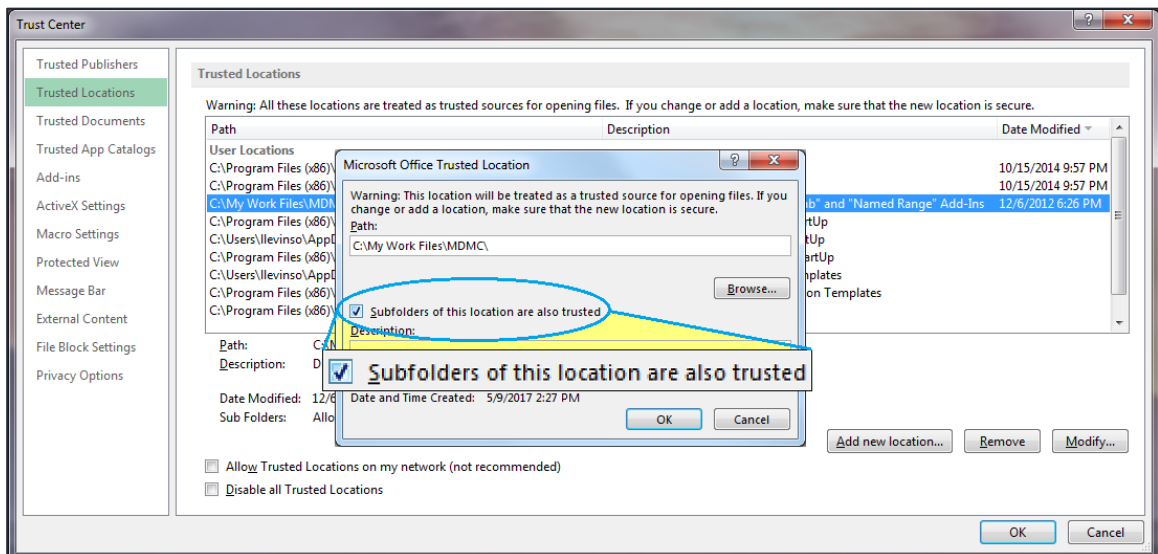 Trust Center
Trusted Publishers
Trusted Locations
Trusted Documents
Trusted App Catalogs
Add-ins
ActiveX Settings
Macro Settings
Protected View
Message Bar
External Content
File Block Settings
Privacy Options
Trusted Locations
Warning: All these locations are treated as trusted sources for opening files. If you change or add a location, make sure that the new location is secure.
Path Description Date Modified
User Locations
C:\Program Files (x86)\ 10/15/2014 9:57 PM
C:\Program Files (x86)\ 10/15/2014 9:57 PM
C:\My Work Files\MDM ub" and "Named Range" Add-Ins 12/6/2012 6:26 PM
C:\Program Files (x86)\ rtUp
C:\Users\llevinso\AppD tUp
C:\Program Files (x86)\ artUp
C:\Users\llevinso\AppD nplates
C:\Program Files (x86)\ on Templates
C:\Program Files (x86)\
Path:
Description: D
Date Modified: 12/6
Sub Folders: Allo
Microsoft Office Trusted Location
Warning: This location will be treated as a trusted source for opening files. If you
change or add a location, make sure that the new location is secure.
Path:
C:\My Work Files\MDMC\
Browse...
Subfolders of this location are also trusted
Description:
Subfolders of this location are also trusted
Date and Time Created: 5/9/2017 2:27 PM
OK Cancel
Add new location... Remove Modify...
Allow Trusted Locations on my network (not recommended)
Disable all Trusted Locations
OK Cancel